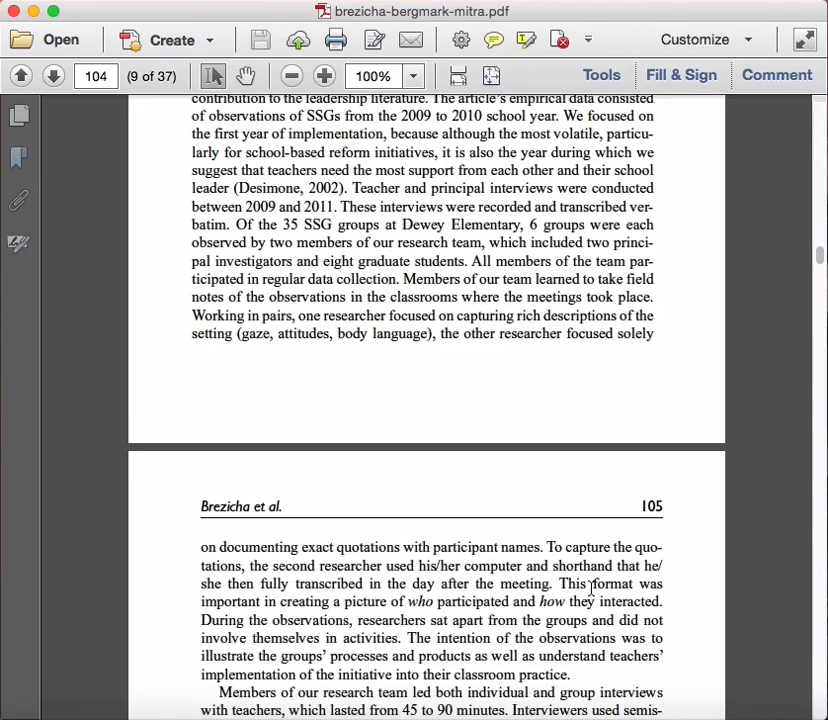 brezicha-bergmark-mitra.pdf
Open
Create
Customize
104
(9 of 37)
100%
Tools
Fill & Sign
Comment
contribution to the leadership literature. The article's empirical data consisted
of observations of SSGs from the 2009 to 2010 school year. We focused on
the first year of implementation, because although the most volatile, particu-
larly for school-based reform initiatives, it is also the year during which we
suggest that teachers need the most support from each other and their school
leader (Desimone, 2002). Teacher and principal interviews were conducted
between 2009 and 2011. These interviews were recorded and transcribed ver-
batim. Of the 35 SSG groups at Dewey Elementary, 6 groups were each
observed by two members of our research team, which included two princi-
pal investigators and eight graduate students. All members of the team par-
ticipated in regular data collection. Members of our team learned to take field
notes of the observations in the classrooms where the meetings took place.
Working in pairs, one researcher focused on capturing rich descriptions of the
setting (gaze, attitudes, body language), the other researcher focused solely
Brezicha et al.
105
on documenting exact quotations with participant names. To capture the quo-
tations, the second researcher used his/her computer and shorthand that he/
she then fully transcribed in the day after the meeting. This format was
important in creating a picture of who participated and how they interacted.
During the observations, researchers sat apart from the groups and did not
involve themselves in activities. The intention of the observations was to
illustrate the groups' processes and products as well as understand teachers'
implementation of the initiative into their classroom practice.
Members of our research team led both individual and group interviews
with teachers, which lasted from 45 to 90 minutes. Interviewers used semis-